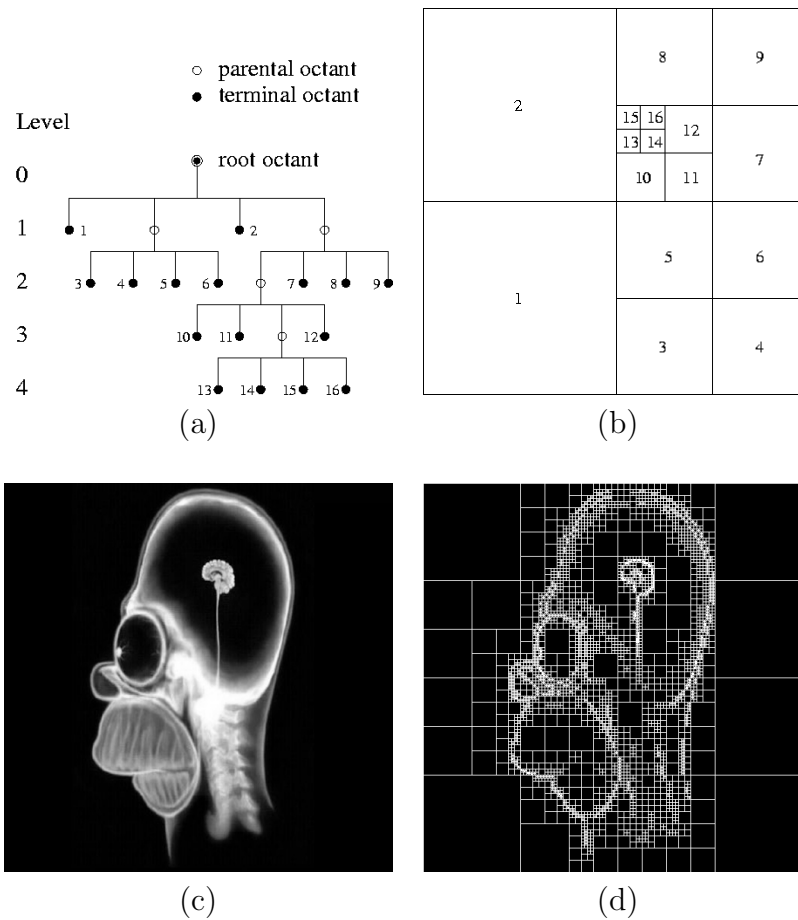 parental octant
terminal octant
Level
root octant
0
1
1 2
2
3 4 5 6 7 8 9
3
10 11 12
4
13 14 15 16
(a)
8 9
2
15 16
12
13 14
7
10 11
5 6
1
3 4
(b)
(c)
(d)